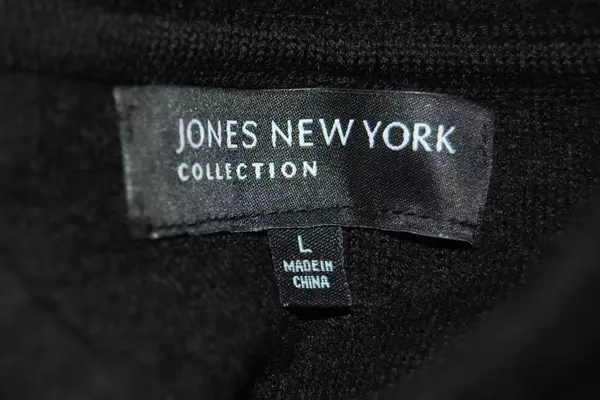 JONES NEW YORK
COLLECTION
L
MADE IN
CHINA